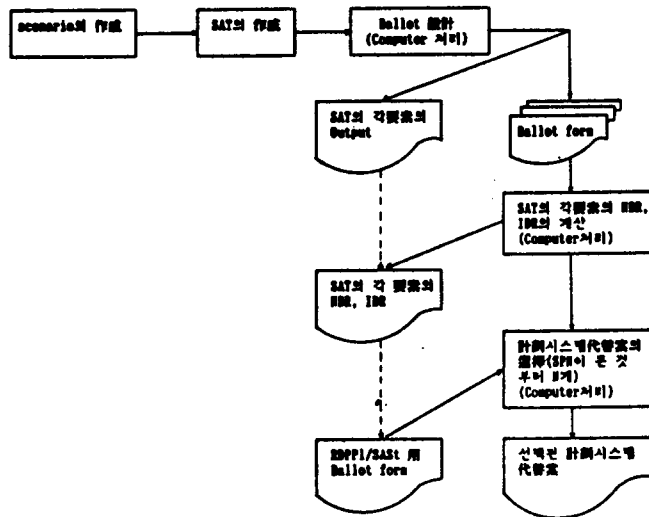 scenario의 作成
SAT의 作成
Ballot 設計
(Computer 처리)
SAT의 각要素의
Output
Ballot form
SAT의 각要素의 NDR,
IDR의 계산
(Computer처리)
SAT의 각 要素의
NDR, IDR
計測시스템代替案의
選擇(SPN이 큰 것
부터 N개)
(Computer처리)
Ballot form
선택된 計測시스템
代替案